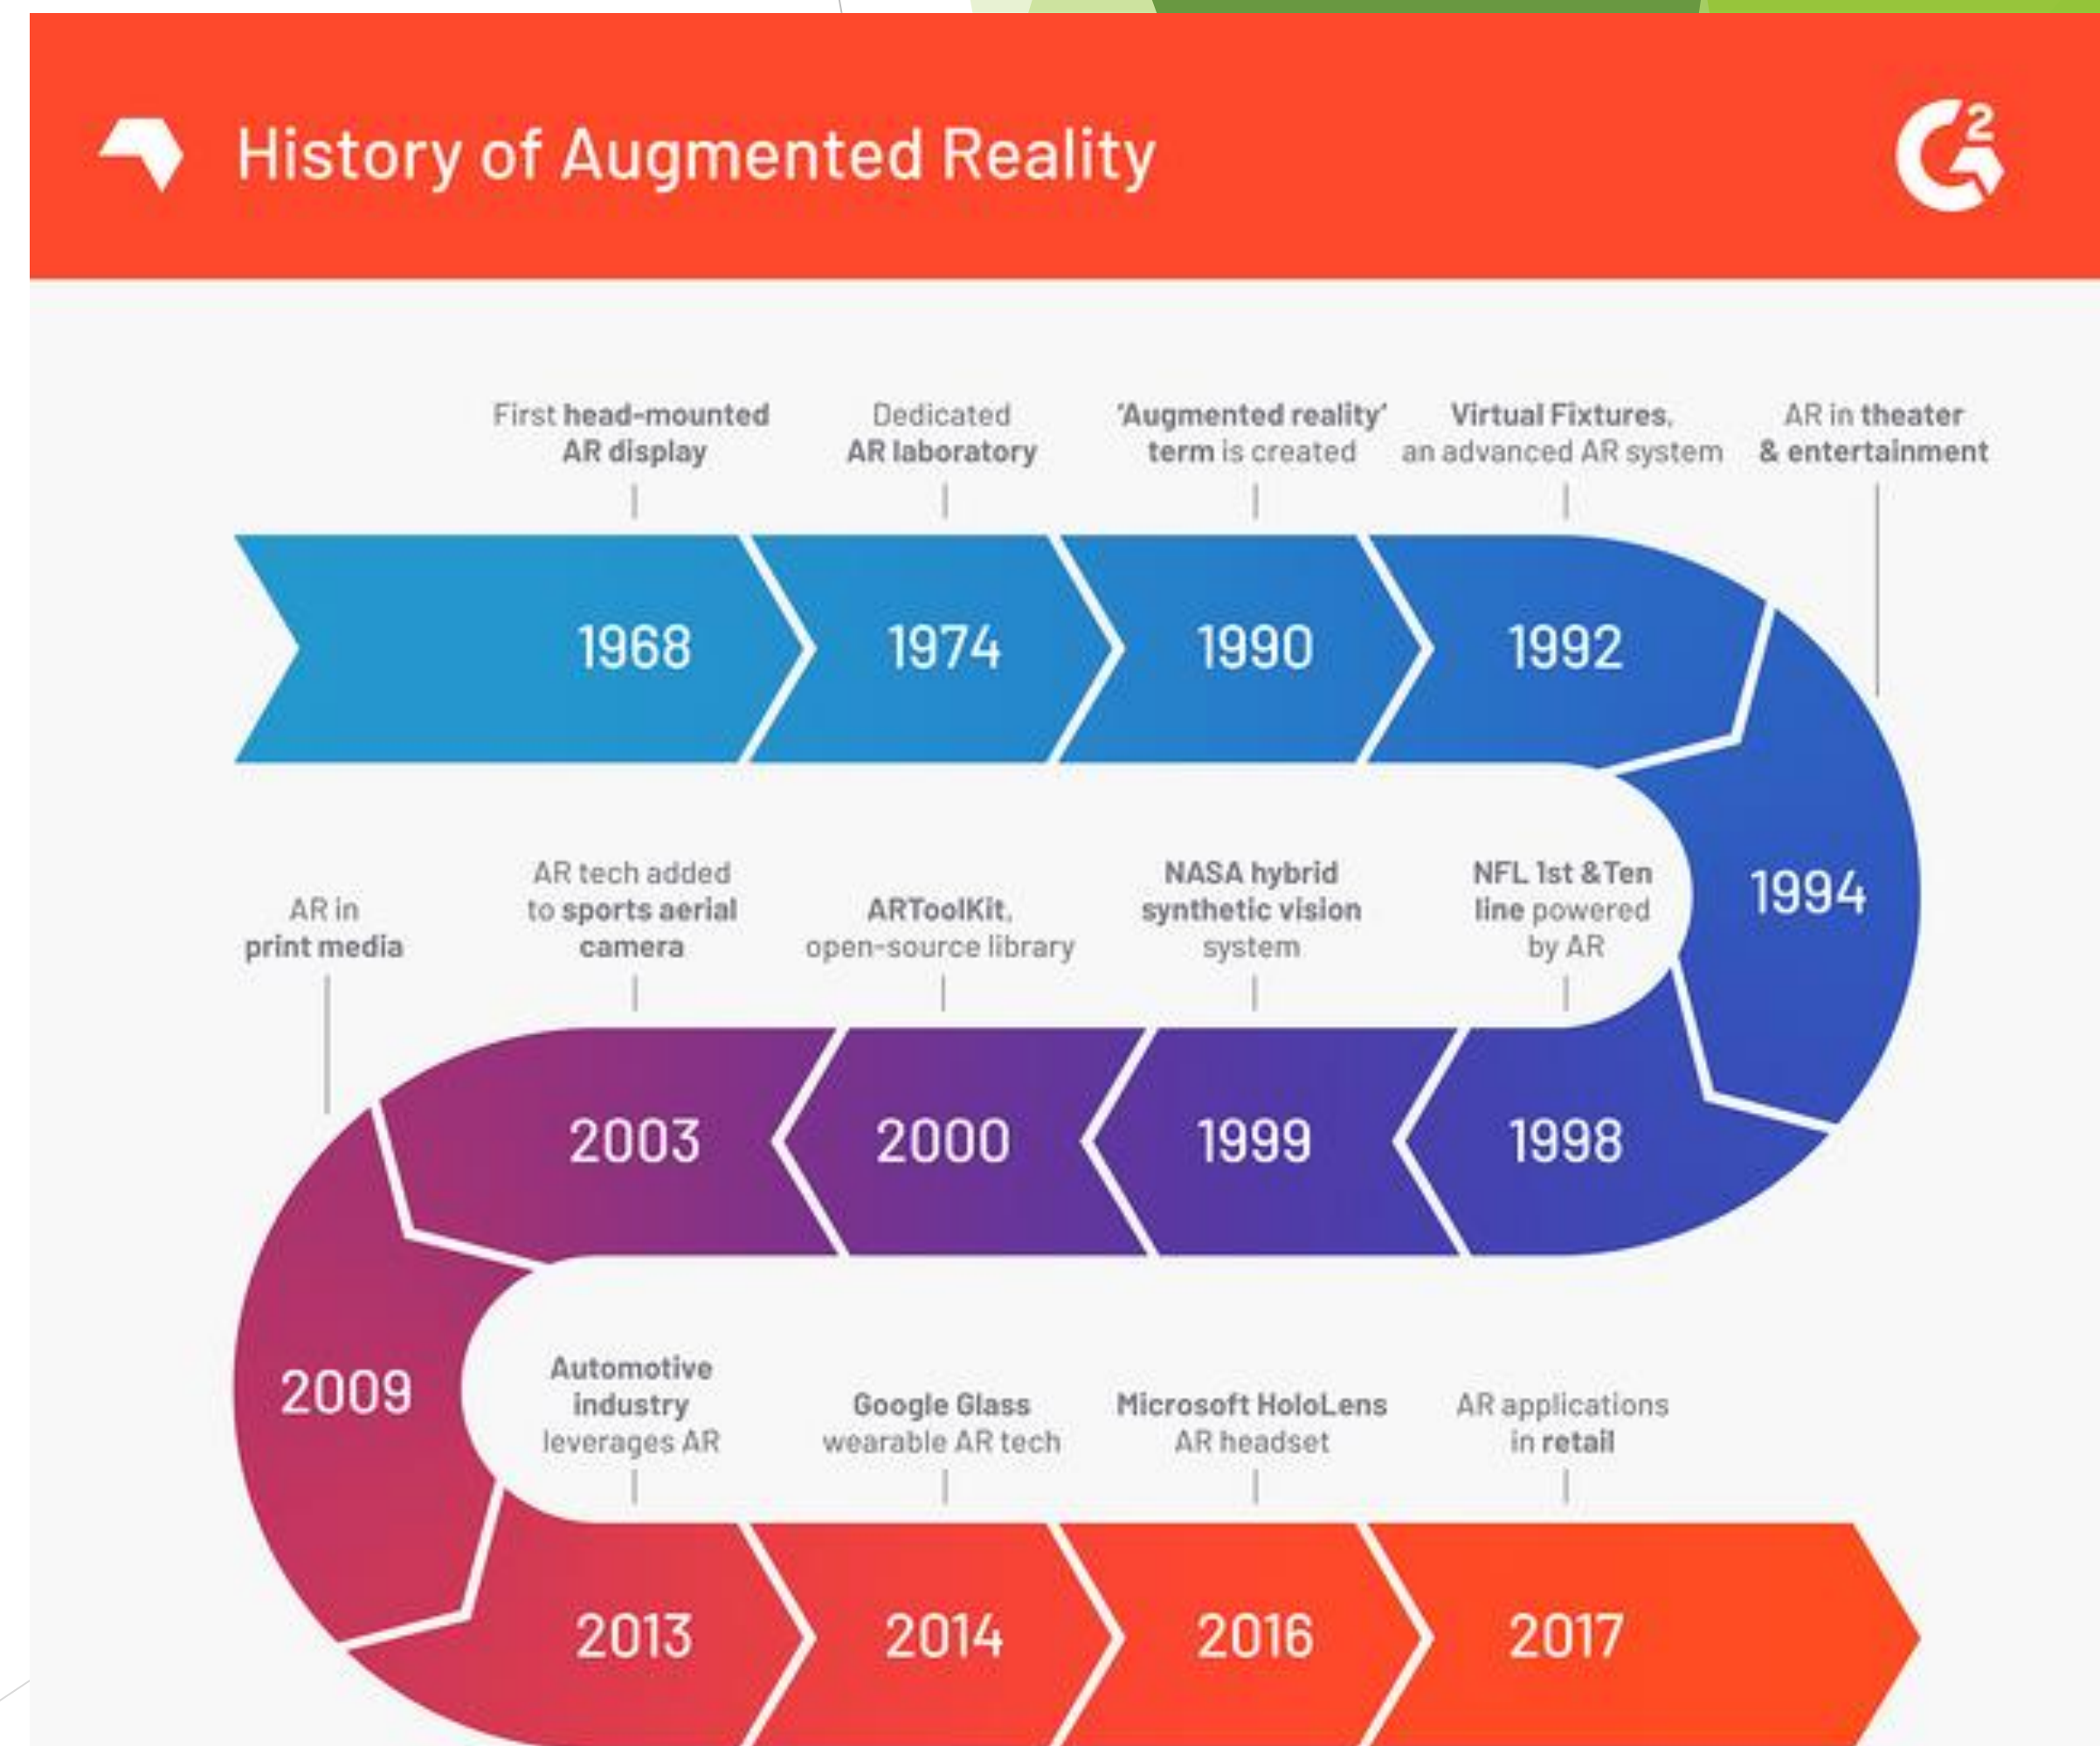 History of Augmented Reality
G2
First head-mounted
AR display
Dedicated
AR laboratory
'Augmented reality'
term is created
Virtual Fixtures,
an advanced AR system
AR in theater
& entertainment
1968
1974
1990
1992
1994
AR in
print media
AR tech added
to sports aerial
camera
ARToolKit,
open-source library
NASA hybrid
synthetic vision
system
NFL 1st & Ten
line powered
by AR
2003
2000
1999
1998
2009
Automotive
industry
leverages AR
Google Glass
wearable AR tech
Microsoft HoloLens
AR headset
AR applications
in retail
2013
2014
2016
2017